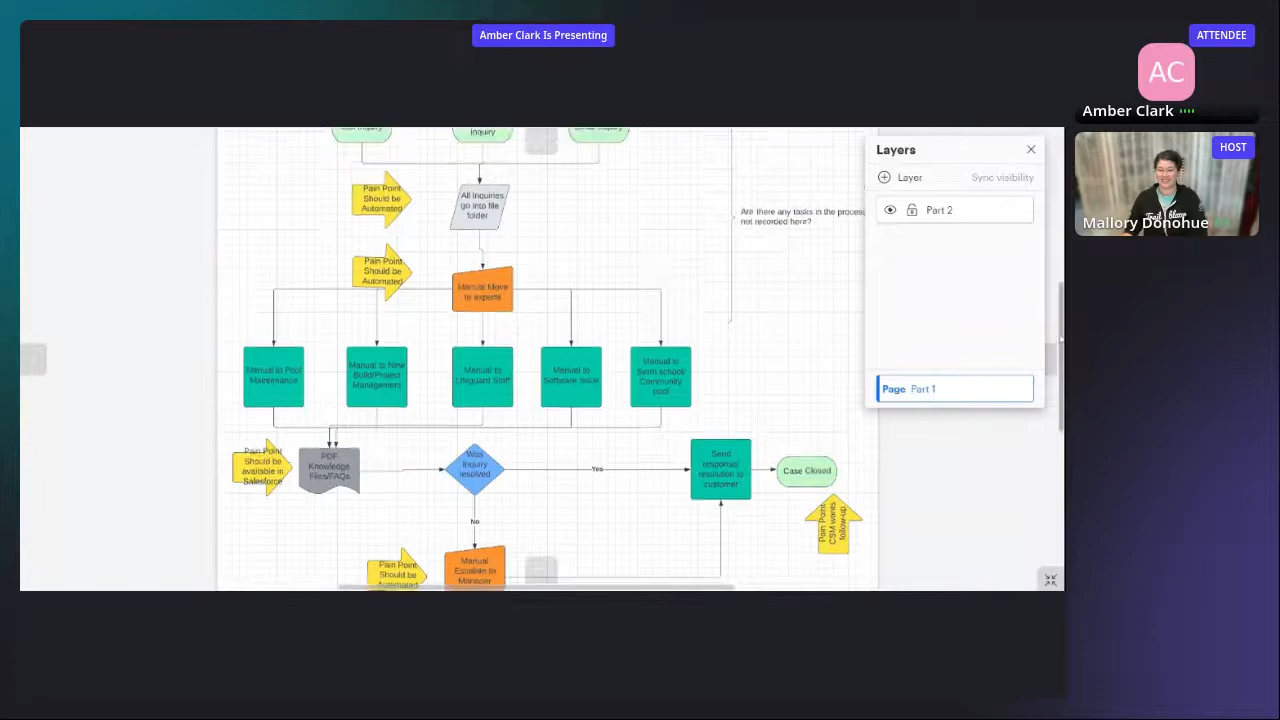 Amber Clark Is Presenting
ATTENDEE
AC
Amber Clark
HOST
Mallory Donohue
Inquiry
Layers
Layer
Sync visibility
Part 2
Page Part 1
Pain Point
Should be
Automated
All Inquiries
go into file
folder
Are there any tasks in the process
not recorded here?
Pain Point
Should be
Automated
Manual Move
to experts
Manual to Pool
Maintenance
Manual to New
Build/Project
Management
Manual to
Lifeguard Staff
Manual to
Software Issue
Manual to
Swim school/
Community
pool
Pain Point
Should be
available in
Salesforce
PDF
Knowledge
Files/FAQs
Was
Inquiry
resolved
Yes
Send
response/
resolution to
customer
Case Closed
Pain Point
CSM wants
follow-up
No
Pain Point
Should be
Automated
Manual
Escalate to
Manager